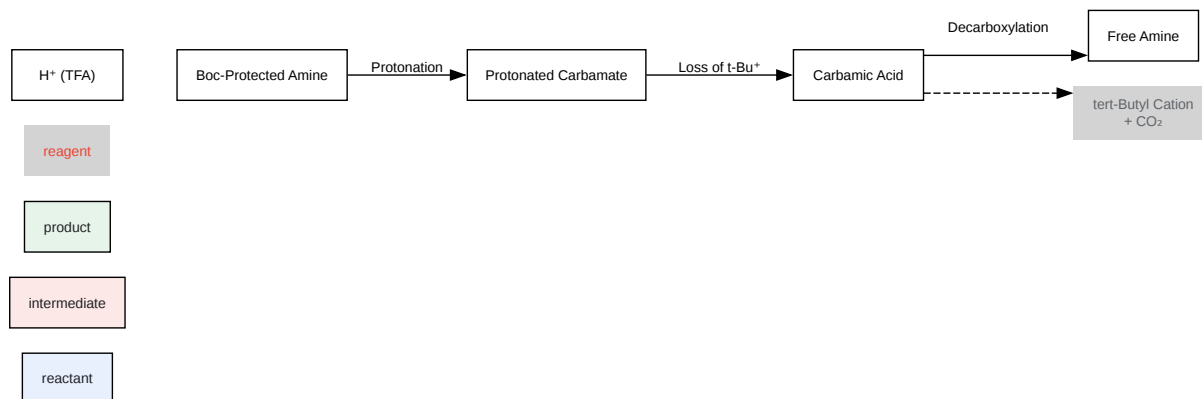 Decarboxylation
Free Amine
H⁺ (TFA)
Boc-Protected Amine
Protonation
Protonated Carbamate
Loss of t-Bu⁺
Carbamic Acid
tert-Butyl Cation
+ CO₂
reagent
product
intermediate
reactant